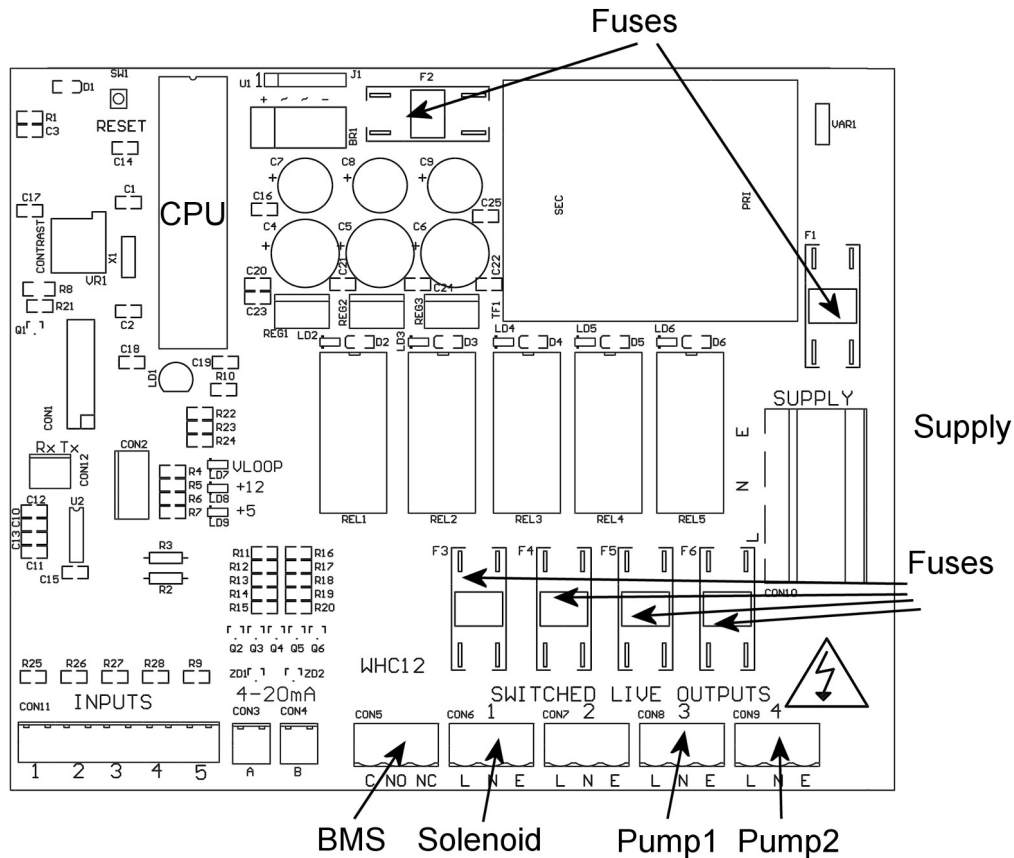 Fuses
SW1
D1
U1 1
J1
F2
R1
C3
RESET
C14
+ ~ ~ -
BR1
VAR1
C7
C8
C9
C17
C1
C16
C25
CPU
SEC
PRI
CONTRAST
C4
C5
C6
F1
VR1
X1
C20
C21
C22
C23
C24
R8
R21
C2
Q1
REG1
REG2
REG3
TF1
LD2
D2
LD3
D3
LD4
D4
LD5
D5
LD6
D6
C18
LD1
C19
R10
CON1
SUPPLY
R22
R23
R24
E
Supply
Rx Tx
CON12
CON2
VLOOP
LD7
R4
R5
R6
R7
+12
LD8
+5
LD9
N
C12
C10
C13
C11
U2
REL1
REL2
REL3
REL4
REL5
L
C15
R3
R2
R11
R12
R13
R14
R15
R16
R17
R18
R19
R20
F3
F4
F5
F6
Fuses
CON10
Q2
Q3
Q4
Q5
Q6
WHC12
R25
R26
R27
R28
R9
ZD1
ZD2
INPUTS
4-20mA
SWITCHED LIVE OUTPUTS
CON11
CON3
CON4
CON5
CON6
1
CON7
2
CON8
3
CON9
4
1 2 3 4 5
A
B
C NO NC
L N E
L N E
L N E
L N E
BMS
Solenoid
Pump1
Pump2